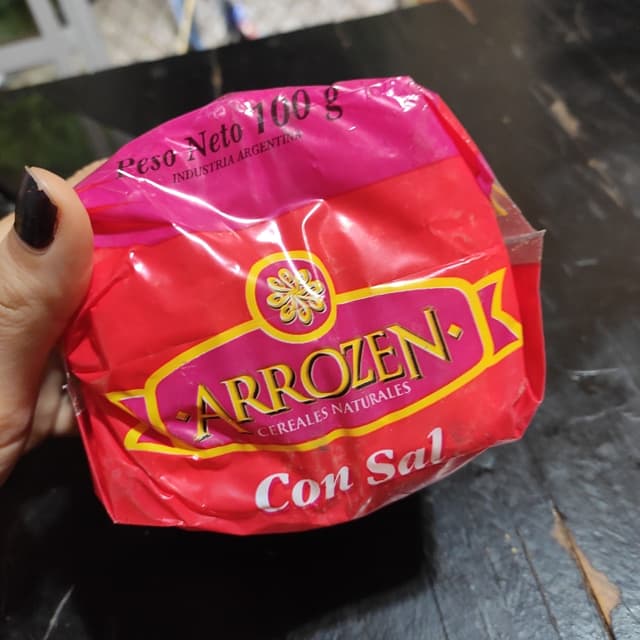 Peso Neto 100 g
INDUSTRIA ARGENTINA
ARROZEN
CEREALES NATURALES
Con Sal